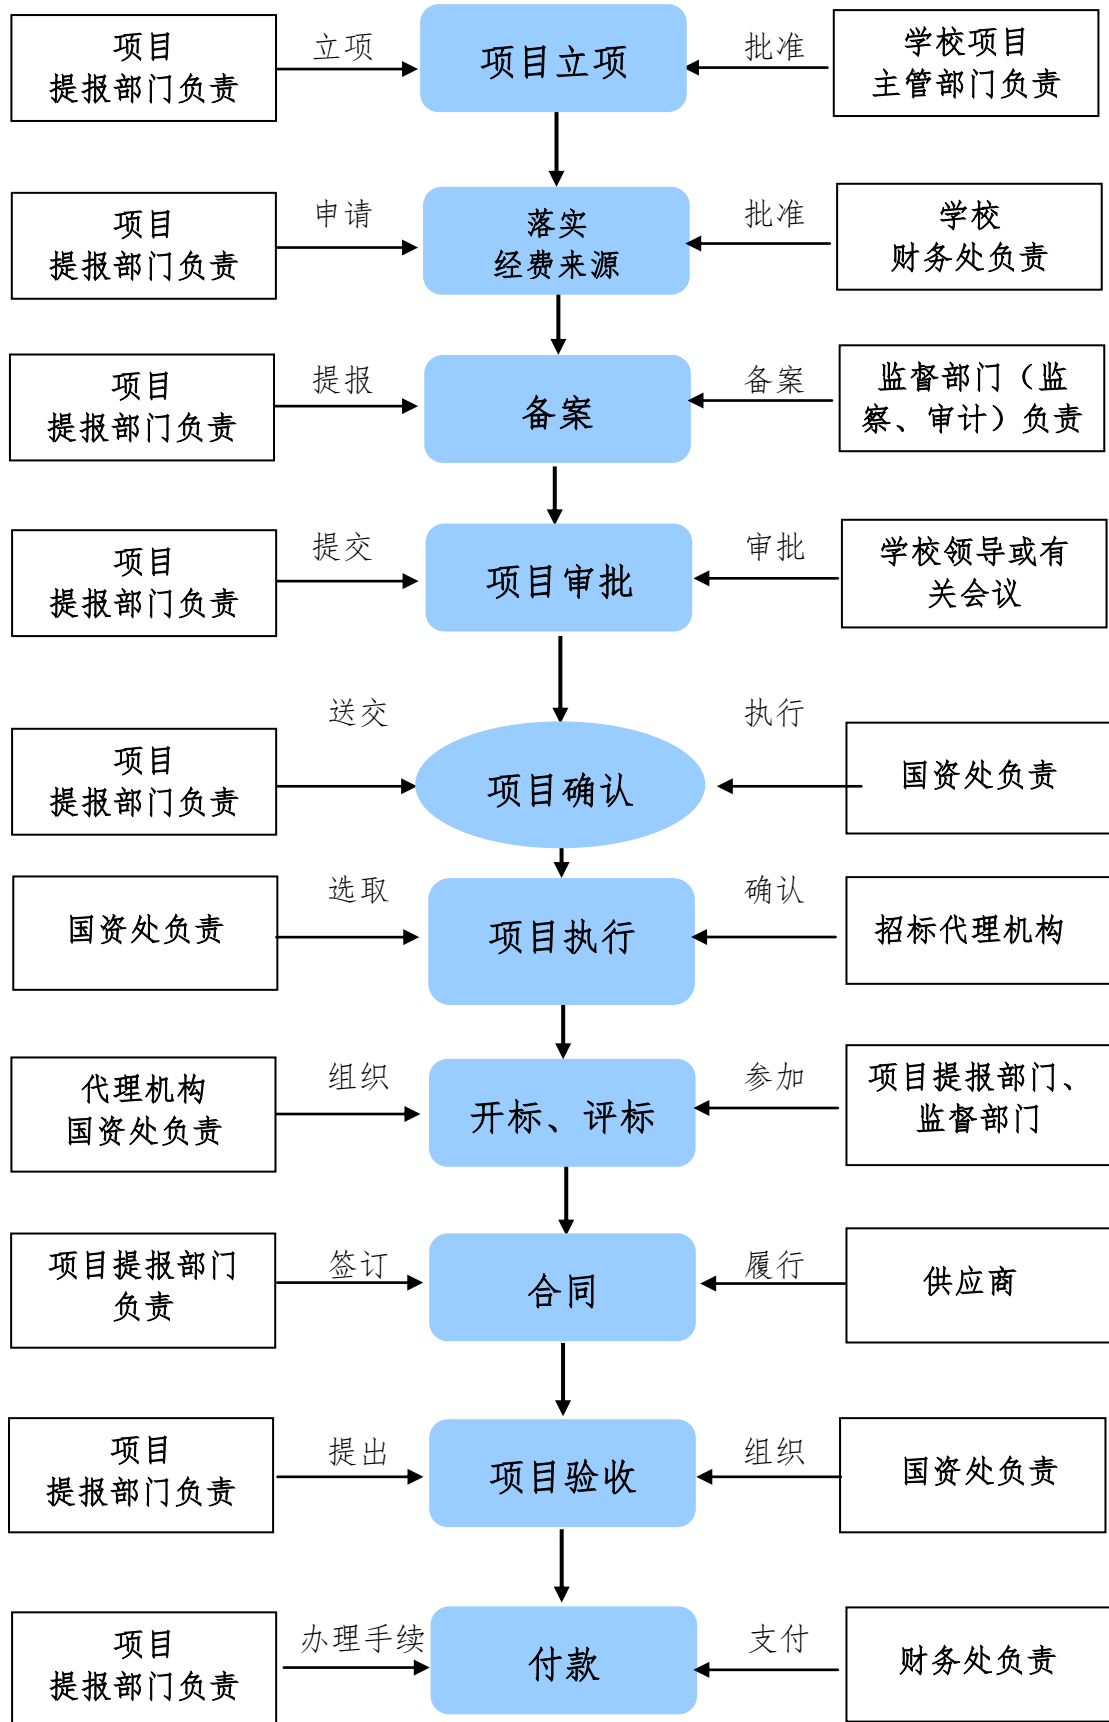 项目
提报部门负责
立项
项目立项
批准
学校项目
主管部门负责
项目
提报部门负责
申请
落实
经费来源
批准
学校
财务处负责
项目
提报部门负责
提报
备案
备案
监督部门（监
察、审计）负责
项目
提报部门负责
提交
项目审批
审批
学校领导或有
关会议
项目
提报部门负责
送交
项目确认
执行
国资处负责
国资处负责
选取
项目执行
确认
招标代理机构
代理机构
国资处负责
组织
开标、评标
参加
项目提报部门、
监督部门
项目提报部门
负责
签订
合同
履行
供应商
项目
提报部门负责
提出
项目验收
组织
国资处负责
项目
提报部门负责
办理手续
付款
支付
财务处负责